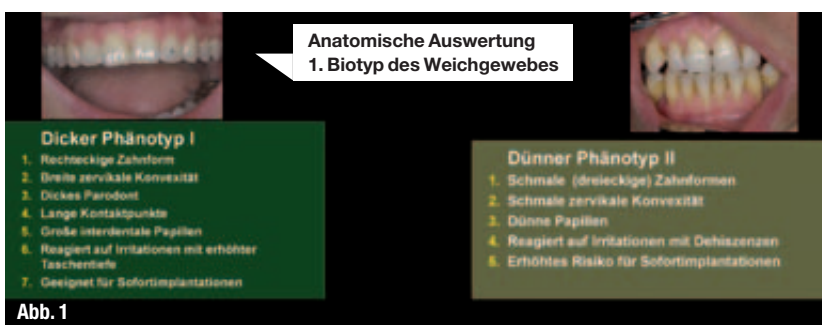 Anatomische Auswertung
1. Biotyp des Weichgewebes
Dicker Phänotyp I
1. Rechteckige Zahnform
2. Breite zervikale Konvexität
3. Dickes Parodont
4. Lange Kontaktpunkte
5. Große interdentale Papillen
6. Reagiert auf Irritationen mit erhöhter
Taschentiefe
7. Geeignet für Sofortimplantationen
Dünner Phänotyp II
1. Schmale (dreieckige) Zahnformen
2. Schmale zervikale Konvexität
3. Dünne Papillen
4. Reagiert auf Irritationen mit Dehiszenzen
5. Erhöhtes Risiko für Sofortimplantationen
Abb. 1